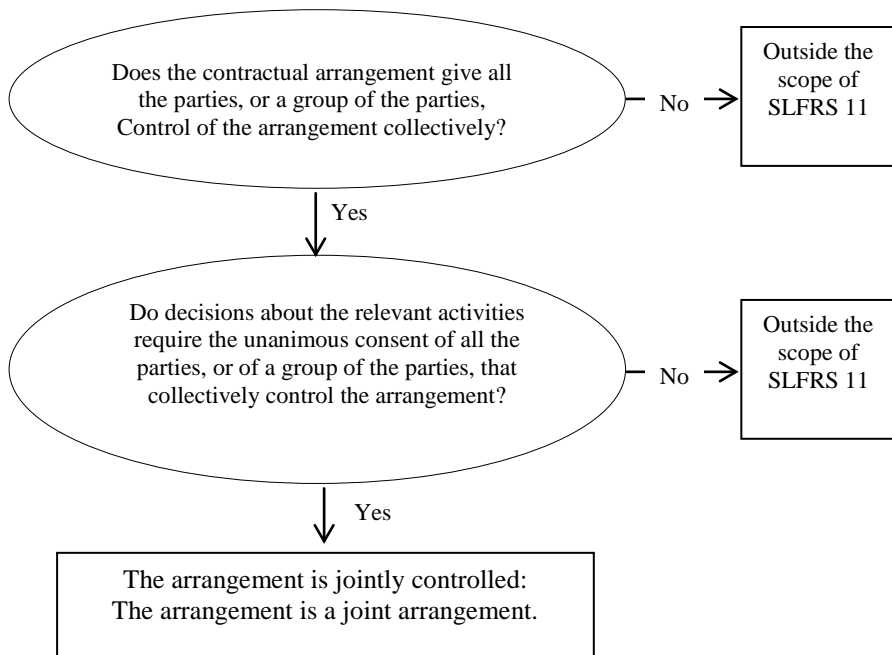 Does the contractual arrangement give all
the parties, or a group of the parties,
Control of the arrangement collectively?
No
Outside the
scope of
SLFRS 11
Yes
Do decisions about the relevant activities
require the unanimous consent of all the
parties, or of a group of the parties, that
collectively control the arrangement?
No
Outside the
scope of
SLFRS 11
Yes
The arrangement is jointly controlled:
The arrangement is a joint arrangement.